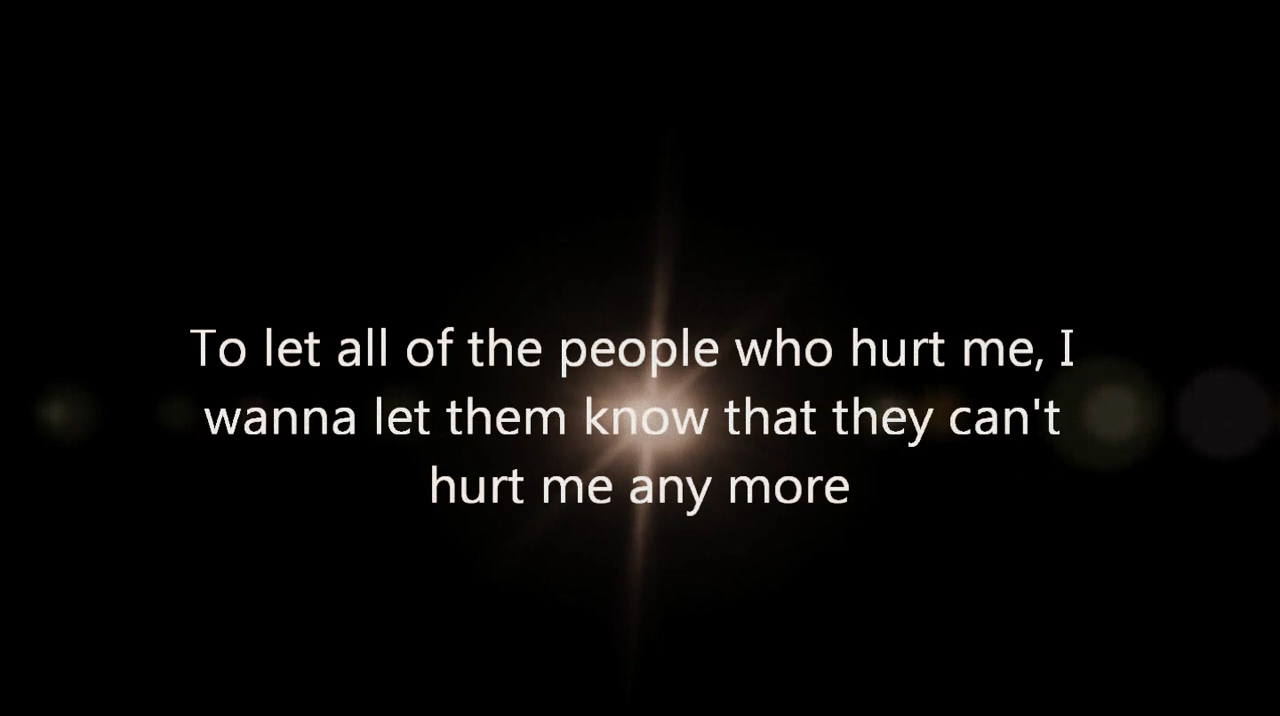 To let all of the people who hurt me, I
wanna let them know that they can't
hurt me any more